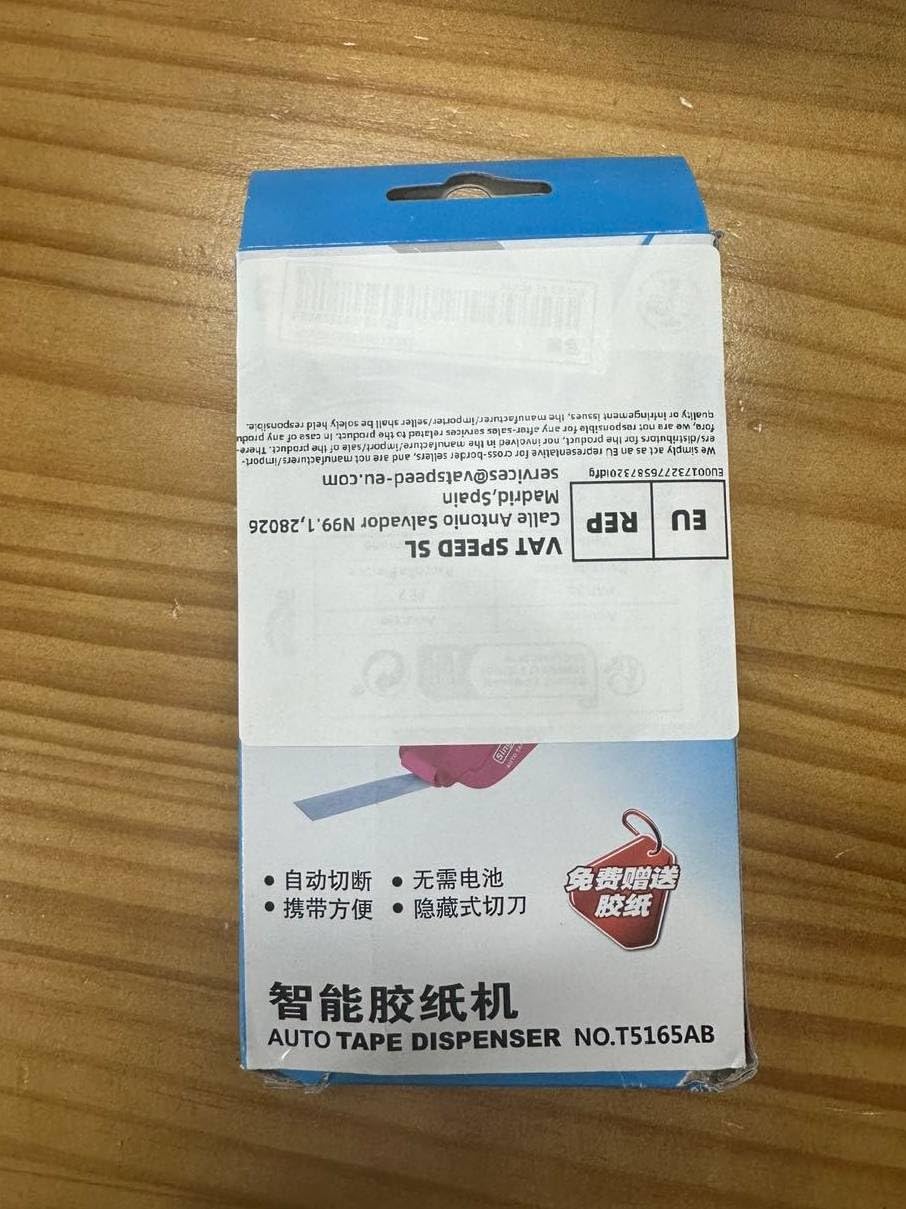 EU REP
VAT SPEED SL
Calle Antonio Salvador N99.1,28026
Madrid,Spain
services@vatspeed-eu.com
We simply act as an EU representative for cross-border sellers, and are not manufacturers/import-
ers/distributors for the product, not involved in the manufacture/import/sale of the product. There-
fore, we are not responsible for any after-sales services related to the product. In case of any produ
quality or infringement issues, the manufacturer/importer/seller shall be solely held responsible.
• 自动切断 • 无需电池
• 携带方便 • 隐藏式切刀
免费赠送
胶纸
智能胶纸机
AUTO TAPE DISPENSER NO.T5165AB